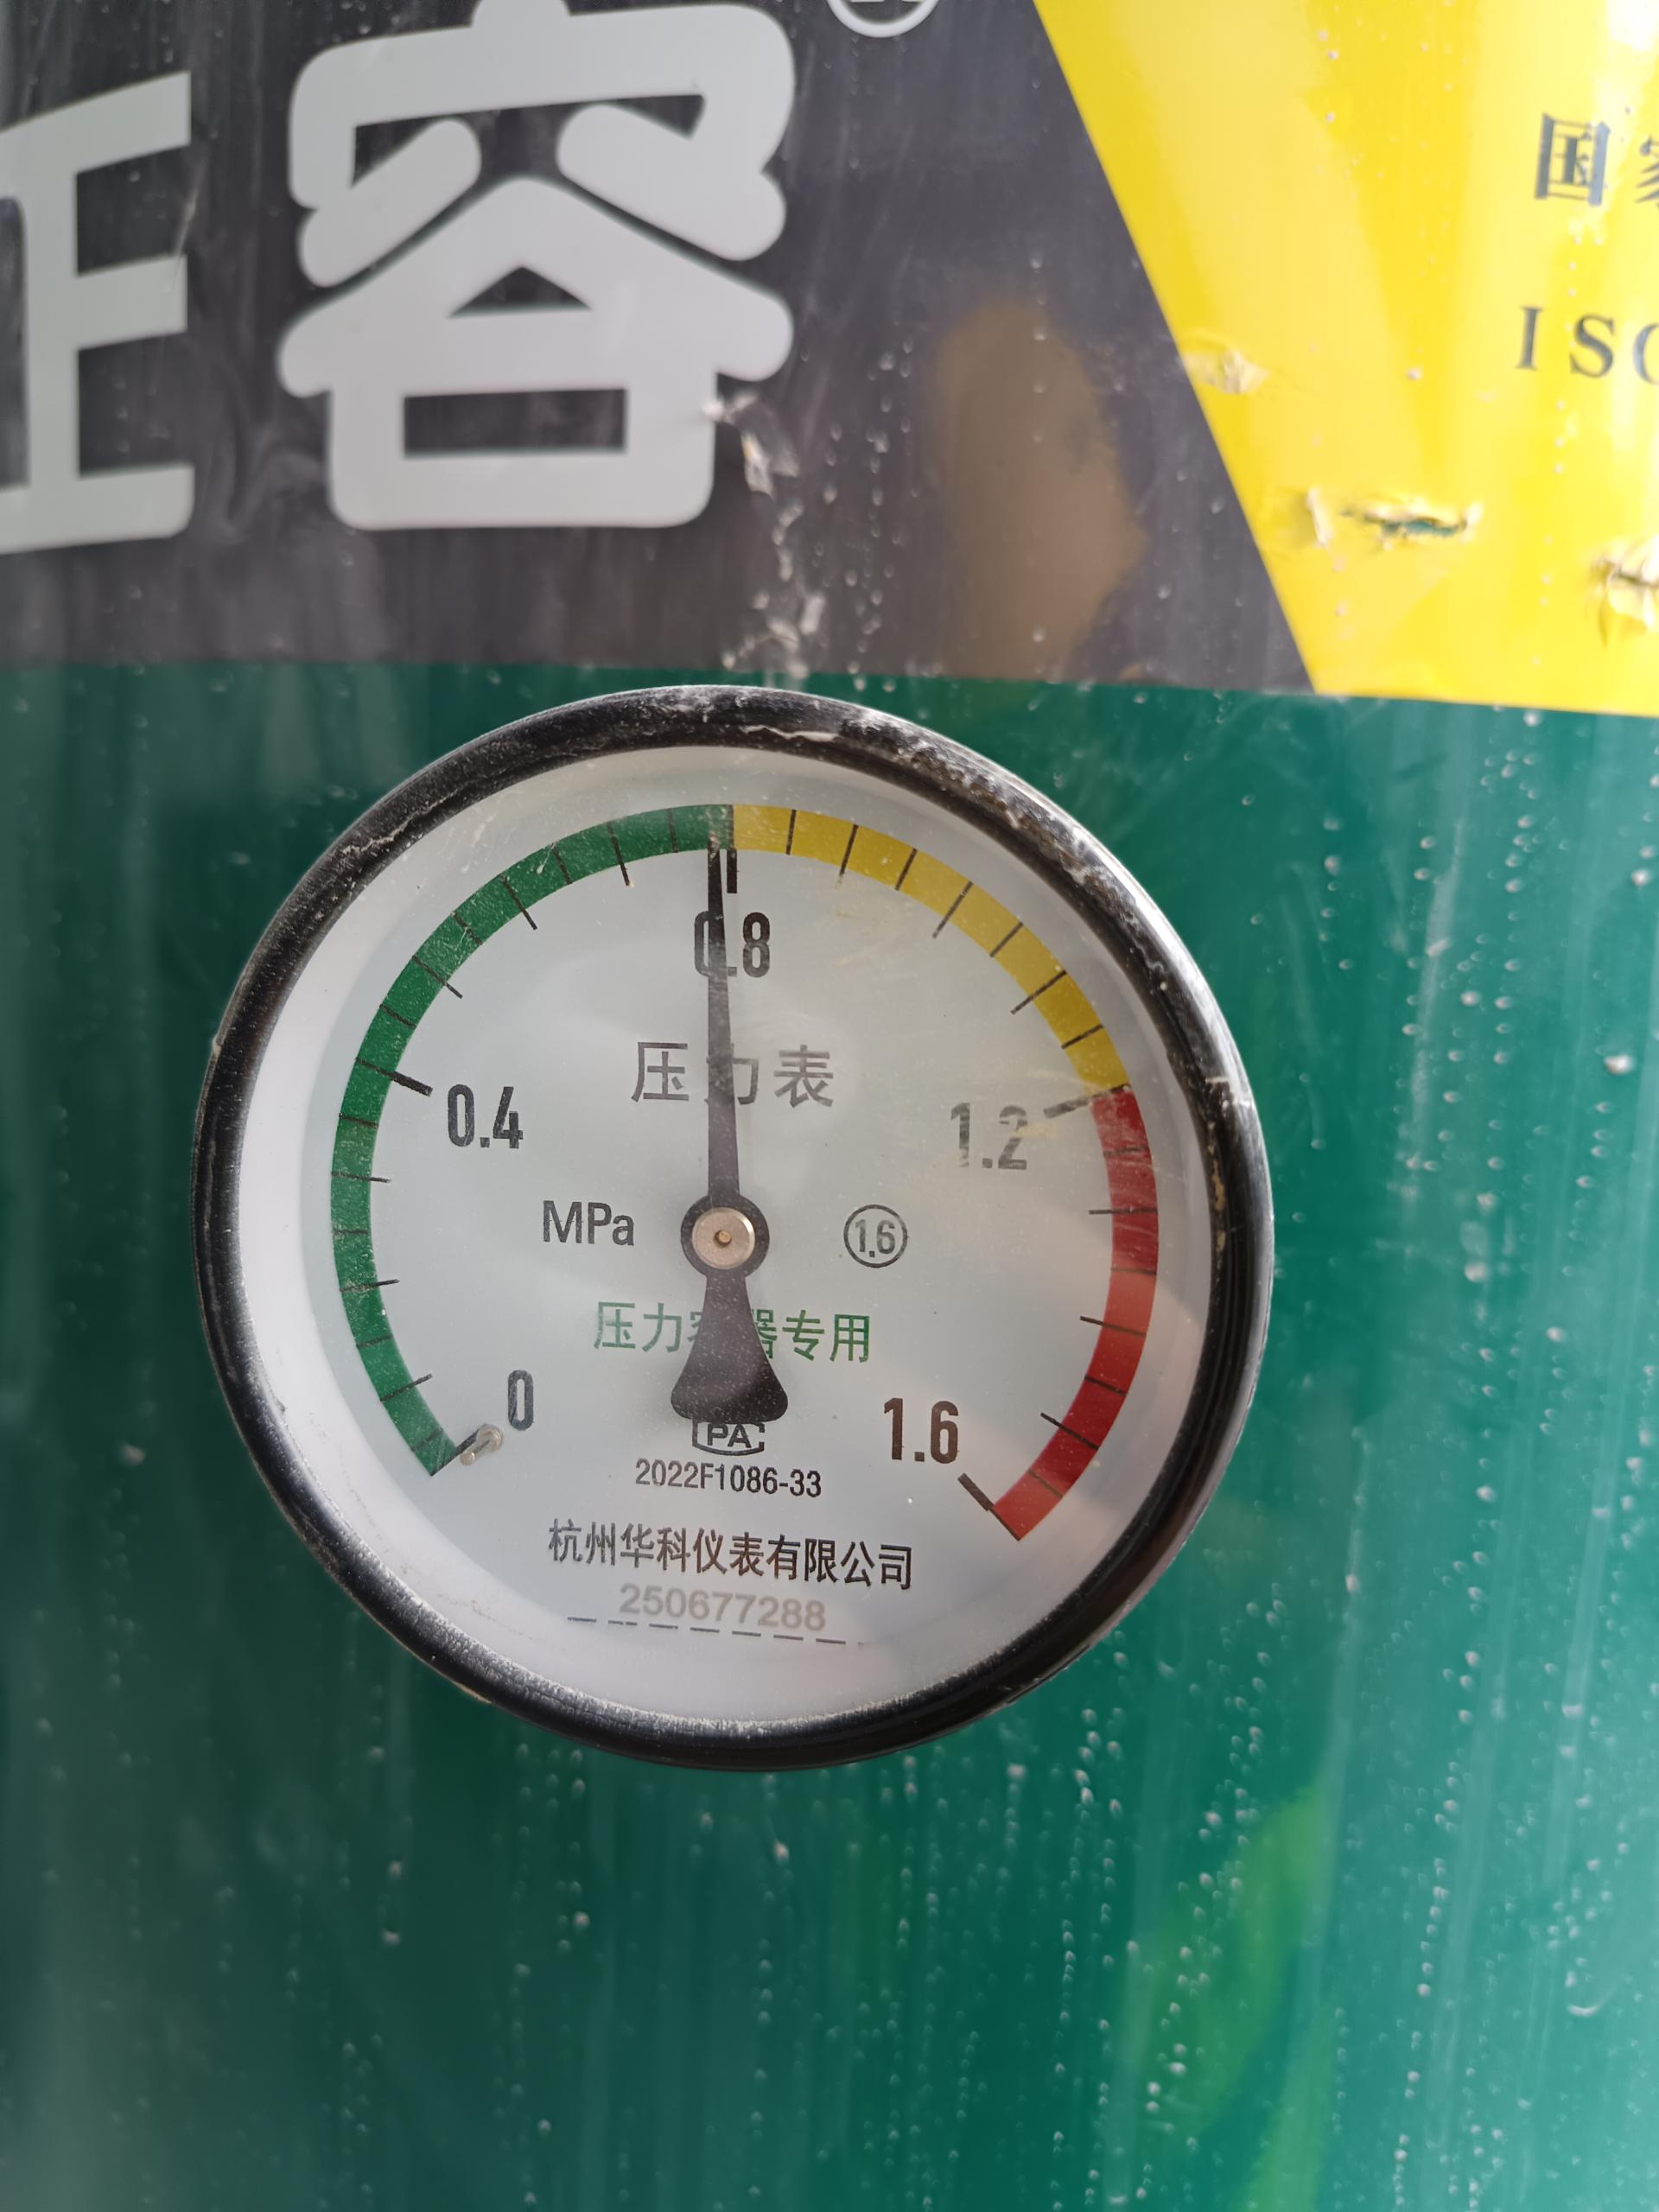 容
国
ISO
0.8
压力表
0.4
1.2
MPa
1.6
压力容器专用
0
1.6
PA
2022F1086-33
杭州华科仪表有限公司
250677288